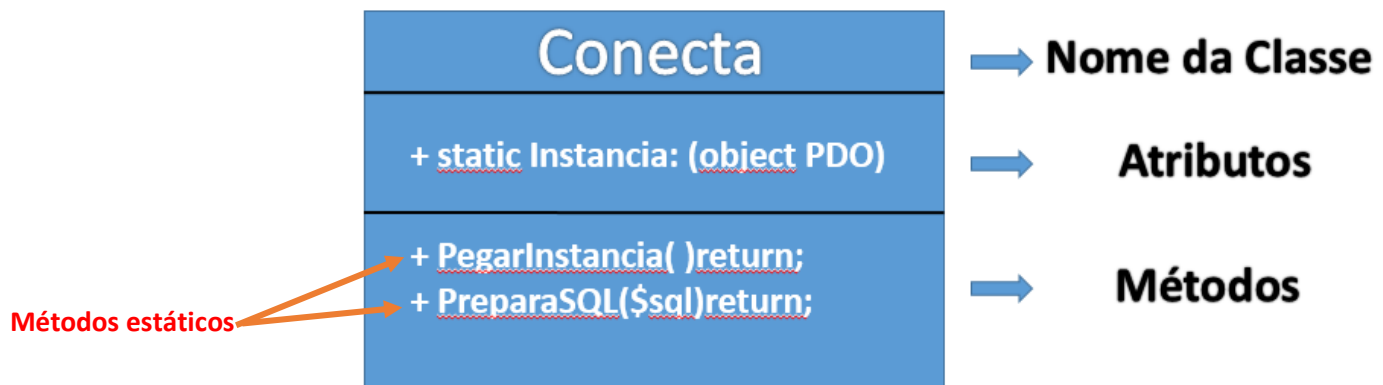 Conecta
Nome da Classe
+ static Instancia: (object PDO)
Atributos
+ PegarInstancia( )return;
+ PreparaSQL($sql)return;
Métodos
Métodos estáticos